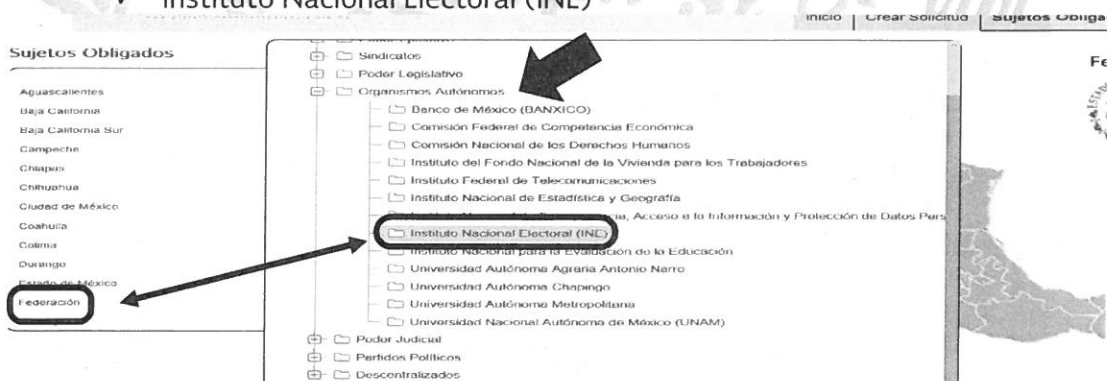 ✓ Instituto Nacional Electoral (INE)
Inicio | Crear Solicitud | Sujetos Obliga
Sujetos Obligados
Aguascalientes
Baja California
Baja California Sur
Campeche
Chiapas
Chihuahua
Ciudad de México
Coahuila
Colima
Durango
Estado de México
Federación
Sindicatos
Poder Legislativo
Organismos Autónomos
Banco de México (BANXICO)
Comisión Federal de Competencia Económica
Comisión Nacional de los Derechos Humanos
Instituto del Fondo Nacional de la Vivienda para los Trabajadores
Instituto Federal de Telecomunicaciones
Instituto Nacional de Estadística y Geografía
Acceso a la Información y Protección de Datos Pers
Instituto Nacional Electoral (INE)
Instituto Nacional para la Evaluación de la Educación
Universidad Autónoma Agraria Antonio Narro
Universidad Autónoma Chapingo
Universidad Autónoma Metropolitana
Universidad Nacional Autónoma de México (UNAM)
Poder Judicial
Partidos Políticos
Descentralizados
Fe